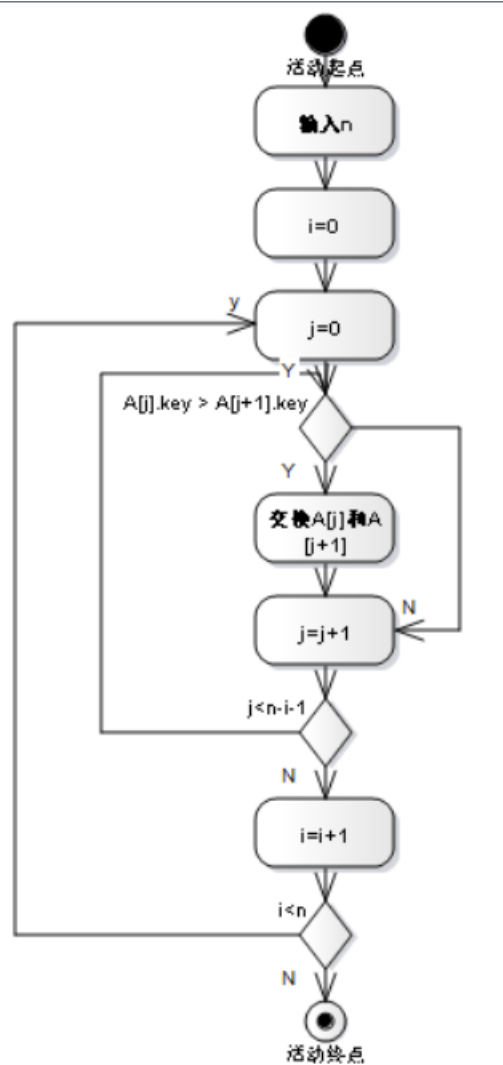 活动起点
输入n
i=0
y
j=0
Y
A[j].key > A[j+1].key
Y
交换A[j]和A
[j+1]
N
j=j+1
j<n-i-1
N
i=i+1
i<n
N
活动终点